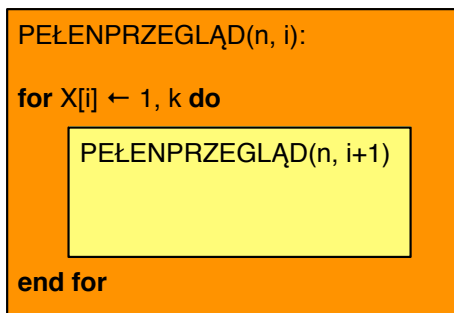 PEŁENPRZEGLĄD(n, i):
for X[i] ← 1, k do
PEŁENPRZEGLĄD(n, i+1)
end for